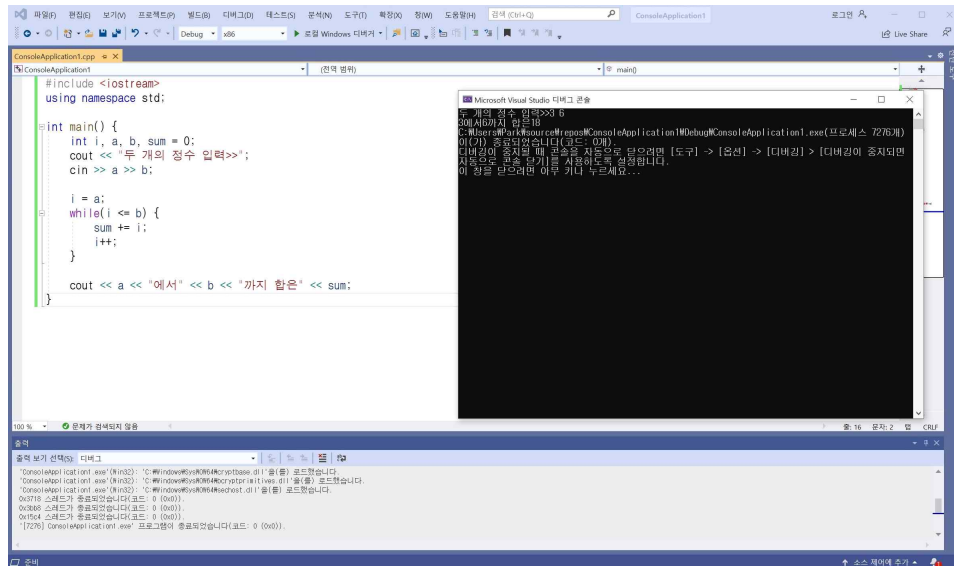 파일(F) 편집(E) 보기(V) 프로젝트(P) 빌드(B) 디버그(D) 테스트(S) 분석(N) 도구(T) 확장(X) 창(W) 도움말(H) 검색 (Ctrl+Q) ConsoleApplication1 로그인
Debug x86 로컬 Windows 디버거 Live Share
ConsoleApplication1.cpp
ConsoleApplication1 (전역 범위) main()
#include <iostream>
using namespace std;
int main() {
int i, a, b, sum = 0;
cout << "두 개의 정수 입력>>";
cin >> a >> b;
i = a;
while(i <= b) {
sum += i;
i++;
}
cout << a << "에서" << b << "까지 합은" << sum;
}
Microsoft Visual Studio 디버그 콘솔
두 개의 정수 입력>>3 6
3에서6까지 합은18
C:₩Users₩Park₩source₩repos₩ConsoleApplication1₩Debug₩ConsoleApplication1.exe(프로세스 7276개)
이(가) 종료되었습니다(코드: 0개).
디버깅이 중지될 때 콘솔을 자동으로 닫으려면 [도구] -> [옵션] -> [디버깅] > [디버깅이 중지되면
자동으로 콘솔 닫기]를 사용하도록 설정합니다.
이 창을 닫으려면 아무 키나 누르세요...
100 % 문제가 검색되지 않음 줄: 16 문자: 2 탭 CRLF
출력
출력 보기 선택(S): 디버그
'ConsoleApplication1.exe'(Win32): 'C:₩Windows₩SysWOW64₩cryptbase.dll'을(를) 로드했습니다.
'ConsoleApplication1.exe'(Win32): 'C:₩Windows₩SysWOW64₩bcryptprimitives.dll'을(를) 로드했습니다.
'ConsoleApplication1.exe'(Win32): 'C:₩Windows₩SysWOW64₩sechost.dll'을(를) 로드했습니다.
0x3718 스레드가 종료되었습니다(코드: 0 (0x0)).
0x3bb8 스레드가 종료되었습니다(코드: 0 (0x0)).
0x15c4 스레드가 종료되었습니다(코드: 0 (0x0)).
'[7276] ConsoleApplication1.exe' 프로그램이 종료되었습니다(코드: 0 (0x0)).
준비 소스 제어에 추가